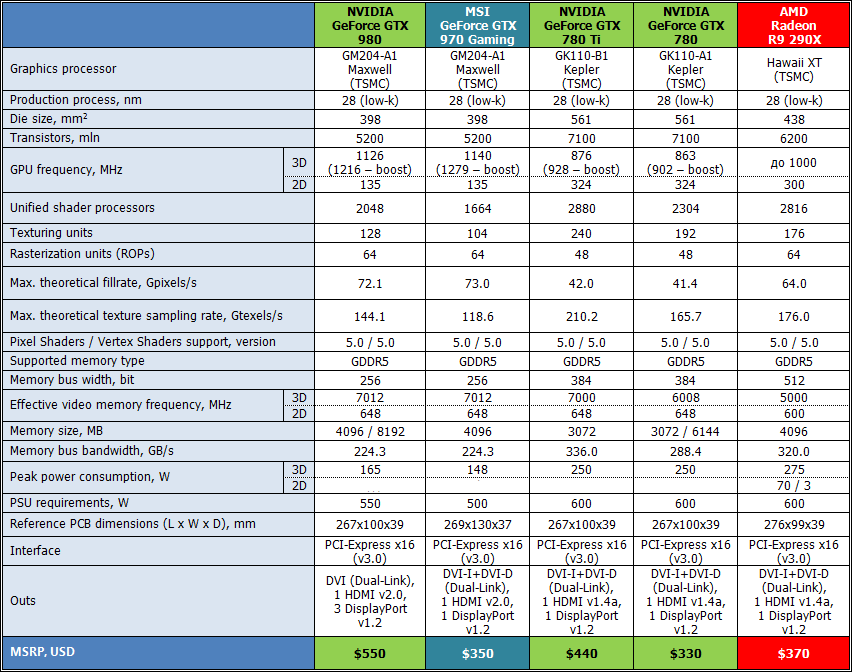 NVIDIA GeForce GTX 980 MSI GeForce GTX 970 Gaming NVIDIA GeForce GTX 780 Ti NVIDIA GeForce GTX 780 AMD Radeon R9 290X
Graphics processor GM204-A1 Maxwell (TSMC) GM204-A1 Maxwell (TSMC) GK110-B1 Kepler (TSMC) GK110-A1 Kepler (TSMC) Hawaii XT (TSMC)
Production process, nm 28 (low-k) 28 (low-k) 28 (low-k) 28 (low-k) 28 (low-k)
Die size, mm² 398 398 561 561 438
Transistors, mln 5200 5200 7100 7100 6200
GPU frequency, MHz 3D 1126 (1216 – boost) 1140 (1279 – boost) 876 (928 – boost) 863 (902 – boost) до 1000
2D 135 135 324 324 300
Unified shader processors 2048 1664 2880 2304 2816
Texturing units 128 104 240 192 176
Rasterization units (ROPs) 64 64 48 48 64
Max. theoretical fillrate, Gpixels/s 72.1 73.0 42.0 41.4 64.0
Max. theoretical texture sampling rate, Gtexels/s 144.1 118.6 210.2 165.7 176.0
Pixel Shaders / Vertex Shaders support, version 5.0 / 5.0 5.0 / 5.0 5.0 / 5.0 5.0 / 5.0 5.0 / 5.0
Supported memory type GDDR5 GDDR5 GDDR5 GDDR5 GDDR5
Memory bus width, bit 256 256 384 384 512
Effective video memory frequency, MHz 3D 7012 7012 7000 6008 5000
2D 648 648 648 648 600
Memory size, MB 4096 / 8192 4096 3072 3072 / 6144 4096
Memory bus bandwidth, GB/s 224.3 224.3 336.0 288.4 320.0
Peak power consumption, W 3D 165 148 250 250 275
2D ... 70 / 3
PSU requirements, W 550 500 600 600 600
Reference PCB dimensions (L x W x D), mm 267x100x39 269x130x37 267x100x39 267x100x39 276x99x39
Interface PCI-Express x16 (v3.0) PCI-Express x16 (v3.0) PCI-Express x16 (v3.0) PCI-Express x16 (v3.0) PCI-Express x16 (v3.0)
Outs DVI (Dual-Link), 1 HDMI v2.0, 3 DisplayPort v1.2 DVI-I+DVI-D (Dual-Link), 1 HDMI v2.0, 1 DisplayPort v1.2 DVI-I+DVI-D (Dual-Link), 1 HDMI v1.4a, 1 DisplayPort v1.2 DVI-I+DVI-D (Dual-Link), 1 HDMI v1.4a, 1 DisplayPort v1.2 DVI-I+DVI-D (Dual-Link), 1 HDMI v1.4a, 1 DisplayPort v1.2
MSRP, USD $550 $350 $440 $330 $370